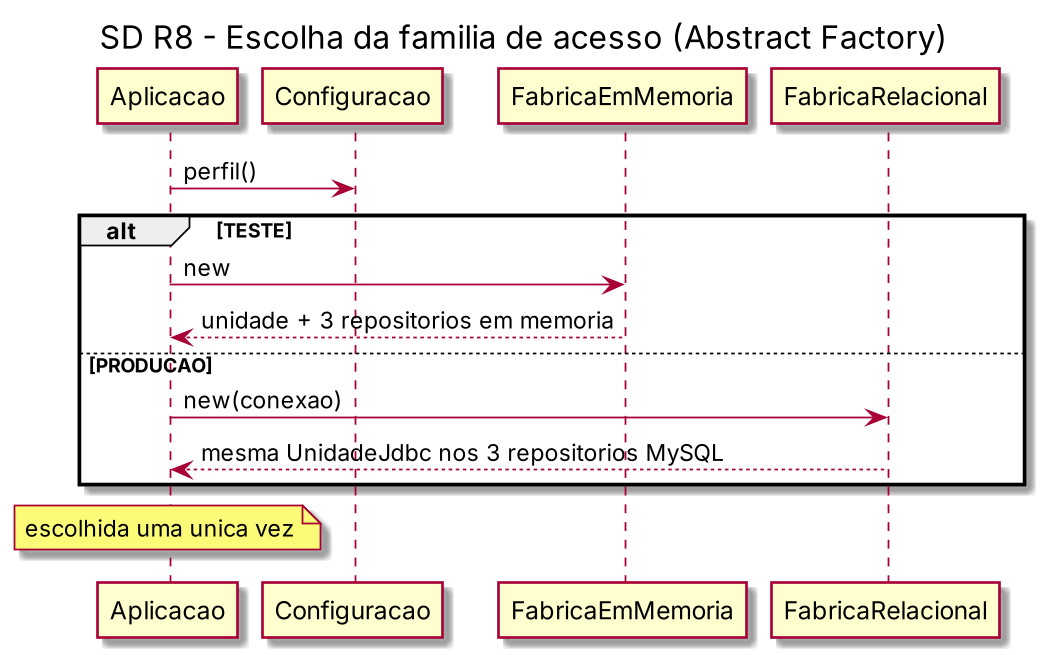 SD R8 - Escolha da familia de acesso (Abstract Factory)
Aplicacao
Configuracao
FabricaEmMemoria
FabricaRelacional
perfil()
alt
[TESTE]
new
unidade + 3 repositorios em memoria
[PRODUCAO]
new(conexao)
mesma UnidadeJdbc nos 3 repositorios MySQL
escolhida uma unica vez
Aplicacao
Configuracao
FabricaEmMemoria
FabricaRelacional